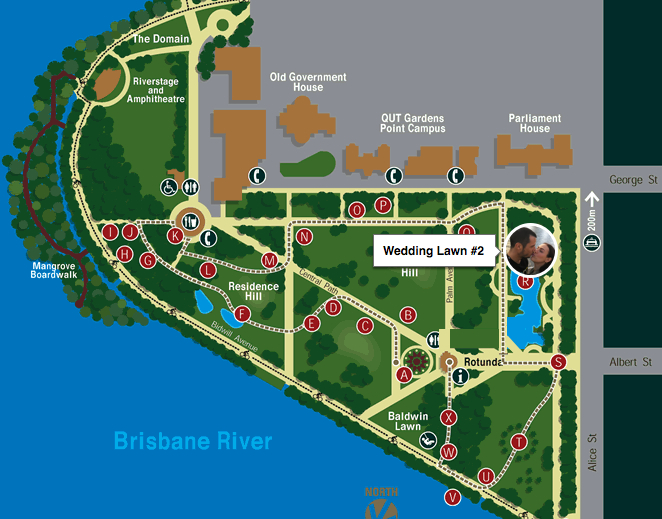 The Domain
Riverstage
and
Amphitheatre
Old Government
House
QUT Gardens
Point Campus
Parliament
House
George St
200m
O
P
I
J
K
N
Q
H
G
L
M
Wedding Lawn #2
Hill
Mangrove
Boardwalk
Residence
Hill
Central Path
Palm Ave
R
F
E
D
C
B
Bidwill Avenue
Rotunda
S
Albert St
A
i
Baldwin
Lawn
X
W
T
U
V
Alice St
Brisbane River
NORTH